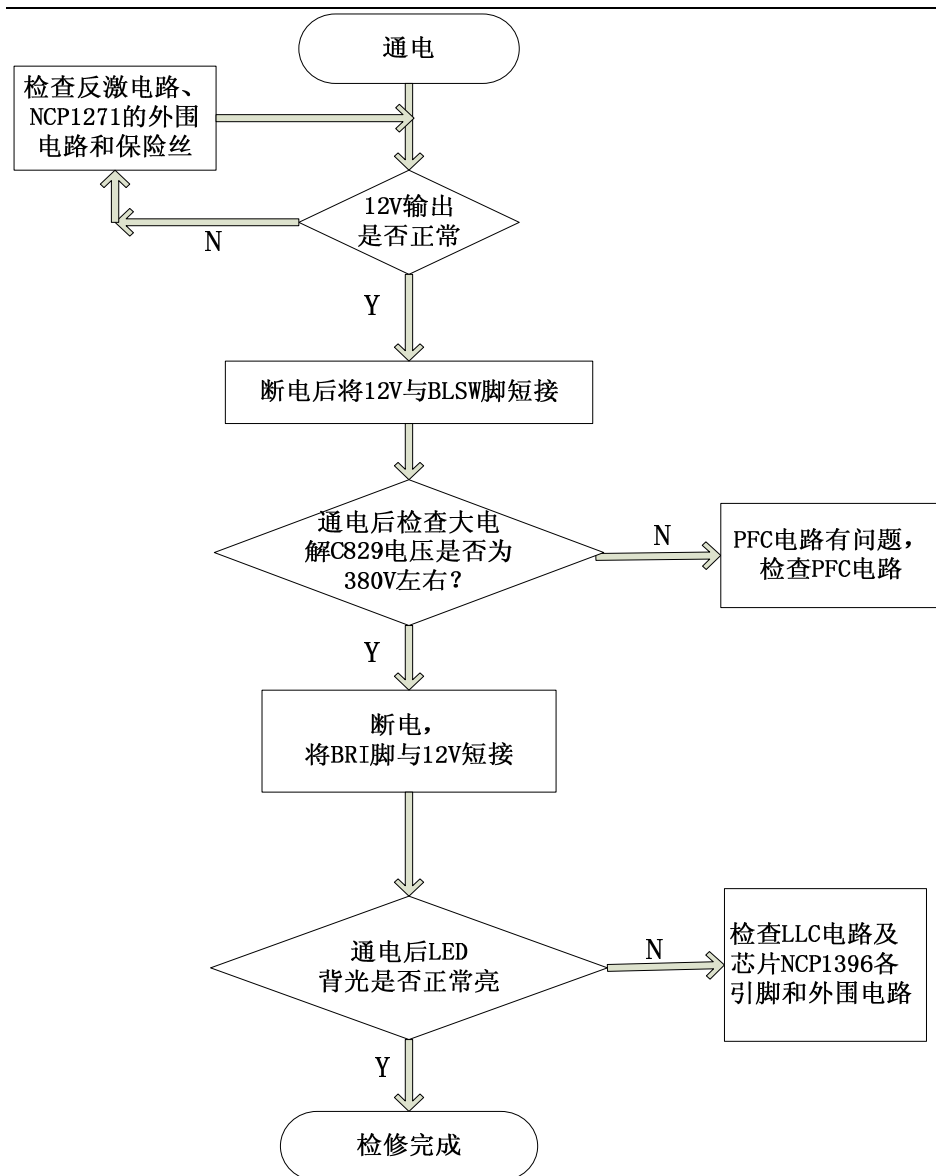 通电
检查反激电路、
NCP1271的外围
电路和保险丝
12V输出
是否正常
N
Y
断电后将12V与BLSW脚短接
通电后检查大电
解C829电压是否为
380V左右？
N
PFC电路有问题，
检查PFC电路
Y
断电，
将BRI脚与12V短接
通电后LED
背光是否正常亮
N
检查LLC电路及
芯片NCP1396各
引脚和外围电路
Y
检修完成